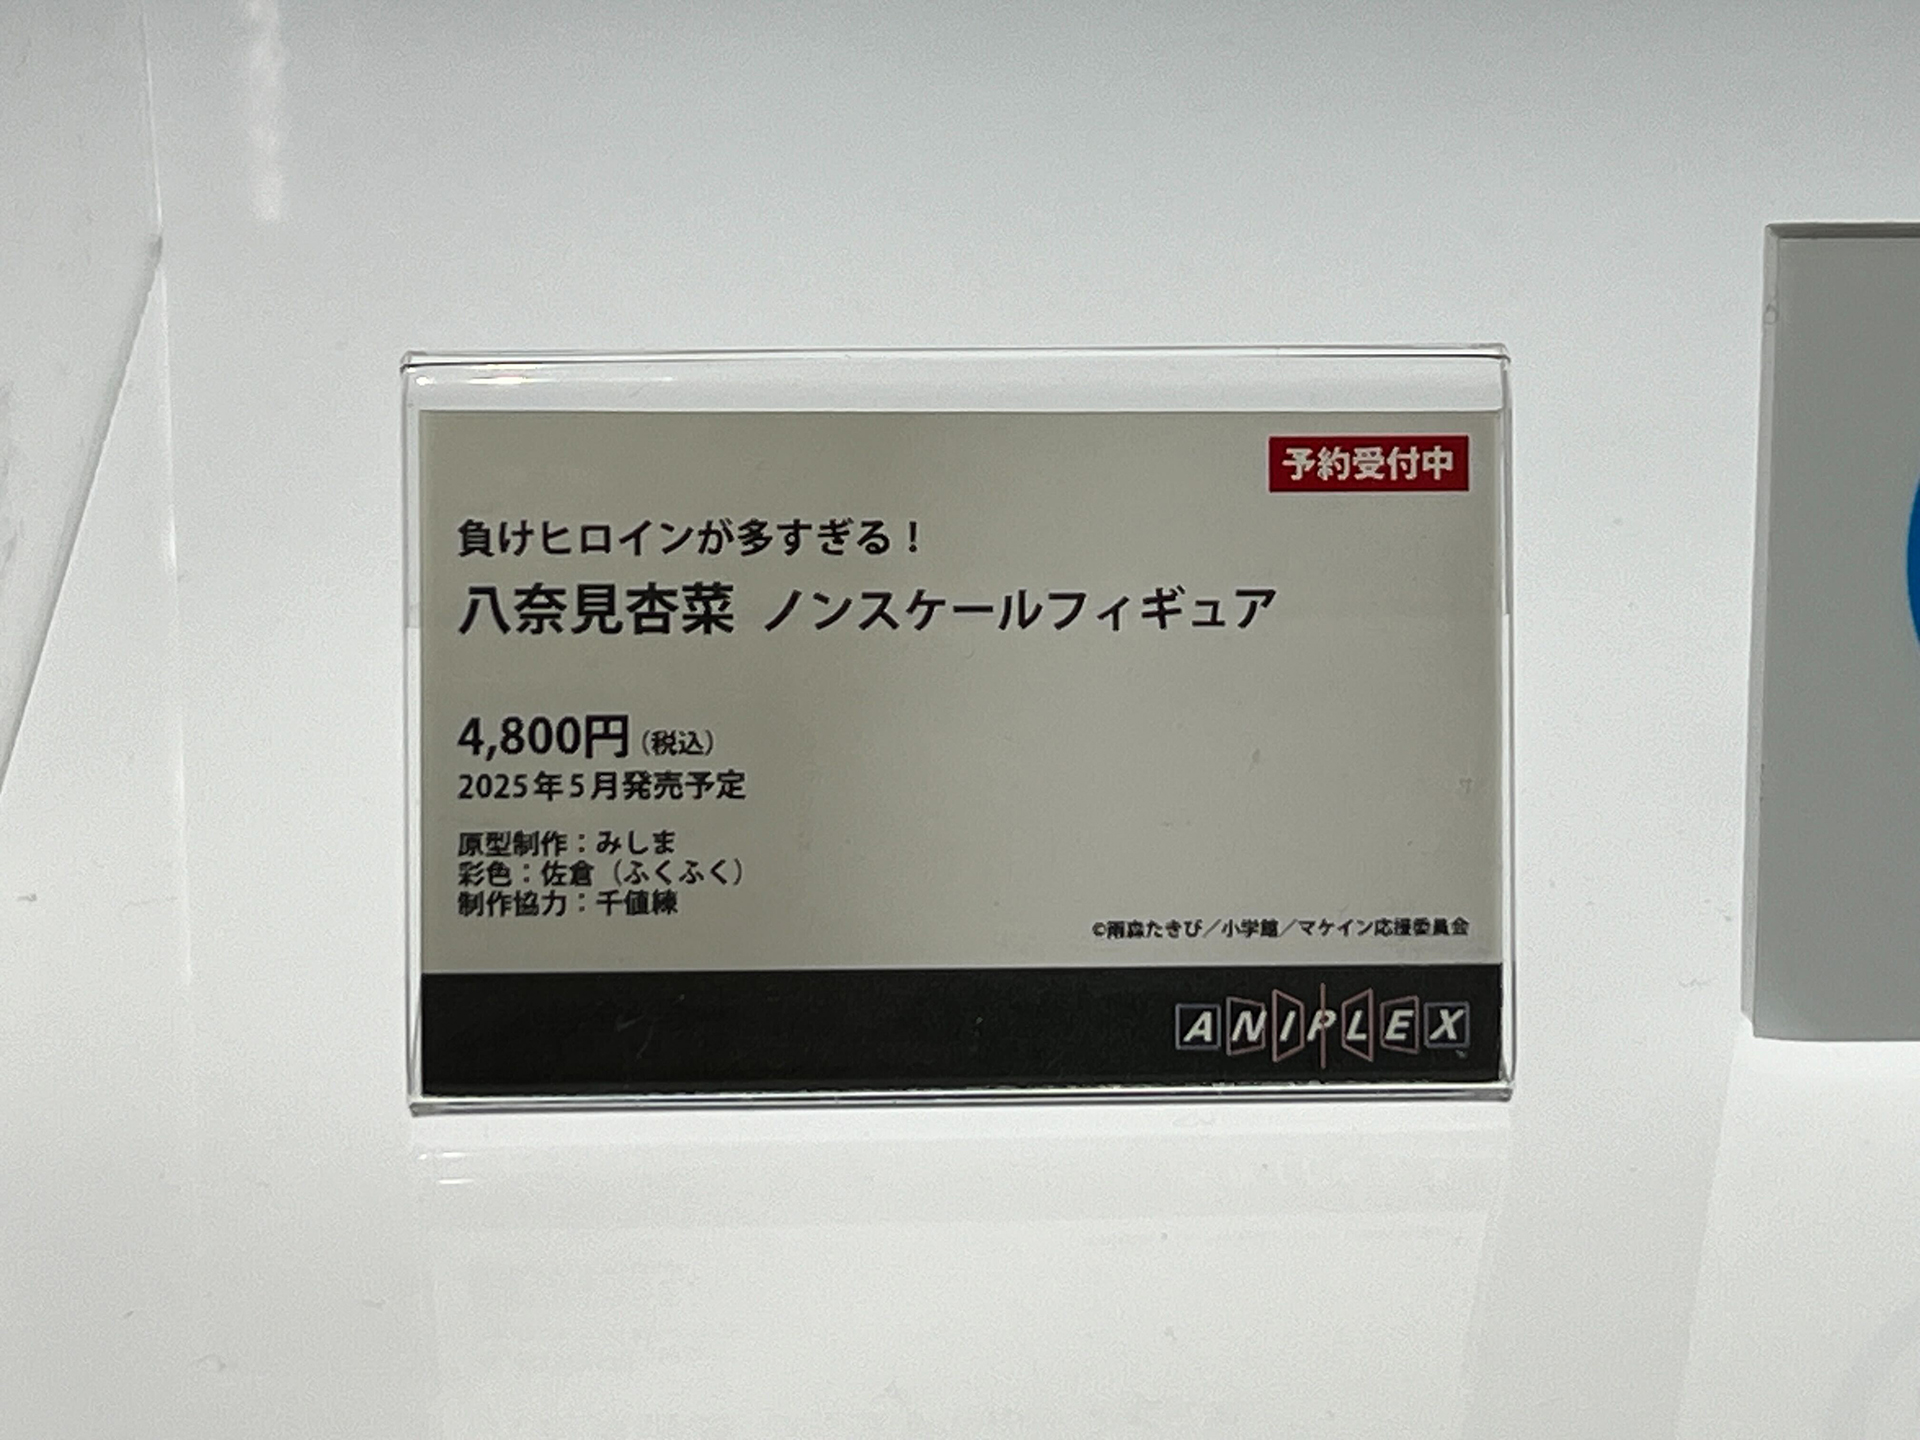 予約受付中
負けヒロインが多すぎる！
八奈見杏菜 ノンスケールフィギュア
4,800円（税込）
2025年5月発売予定
原型制作：みしま
彩色：佐倉（ふくふく）
制作協力：千値練
©雨森たきび／小学館／マケイン応援委員会
ANIPLEX